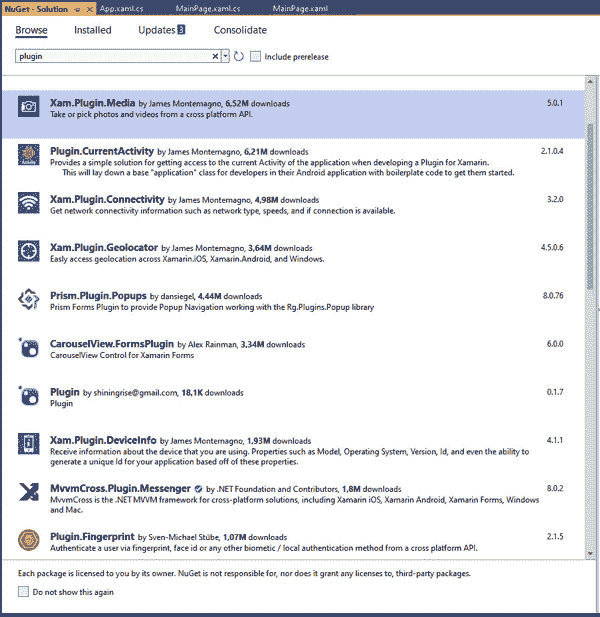 NuGet - Solution App.xaml.cs MainPage.xaml.cs MainPage.xaml
Browse Installed Updates 3 Consolidate
plugin Include prerelease
Xam.Plugin.Media by James Montemagno, 6,52M downloads 5.0.1
Take or pick photos and videos from a cross platform API.
Plugin.CurrentActivity by James Montemagno, 6,21M downloads 2.1.0.4
Provides a simple solution for getting access to the current Activity of the application when developing a Plugin for Xamarin.
This will lay down a base "application" class for developers in their Android application with boilerplate code to get them started.
Xam.Plugin.Connectivity by James Montemagno, 4,98M downloads 3.2.0
Get network connectivity information such as network type, speeds, and if connection is available.
Xam.Plugin.Geolocator by James Montemagno, 3,64M downloads 4.5.0.6
Easly access geolocation across Xamarin.iOS, Xamarin.Android, and Windows.
Prism.Plugin.Popups by dansiegel, 4,44M downloads 8.0.76
Prism Forms Plugin to provide Popup Navigation working with the Rg.Plugins.Popup library
CarouselView.FormsPlugin by Alex Rainman, 3,34M downloads 6.0.0
CarouselView Control for Xamarin Forms
Plugin by shiningrise@gmail.com, 18,1K downloads 0.1.7
Plugin
Xam.Plugin.DeviceInfo by James Montemagno, 1,93M downloads 4.1.1
Receive information about the device that you are using. Properties such as Model, Operating System, Version, Id, and even the ability to
generate a unique Id for your application based off of these properties.
MvvmCross.Plugin.Messenger by .NET Foundation and Contributors, 1,8M downloads 8.0.2
MvvmCross is the .NET MVVM framework for cross-platform solutions, including Xamarin iOS, Xamarin Android, Xamarin Forms, Windows
and Mac.
Plugin.Fingerprint by Sven-Michael Stübe, 1,07M downloads 2.1.5
Authenticate a user via fingerprint, face id or any other biometric / local authentication method from a cross platform API.
Each package is licensed to you by its owner. NuGet is not responsible for, nor does it grant any licenses to, third-party packages.
Do not show this again